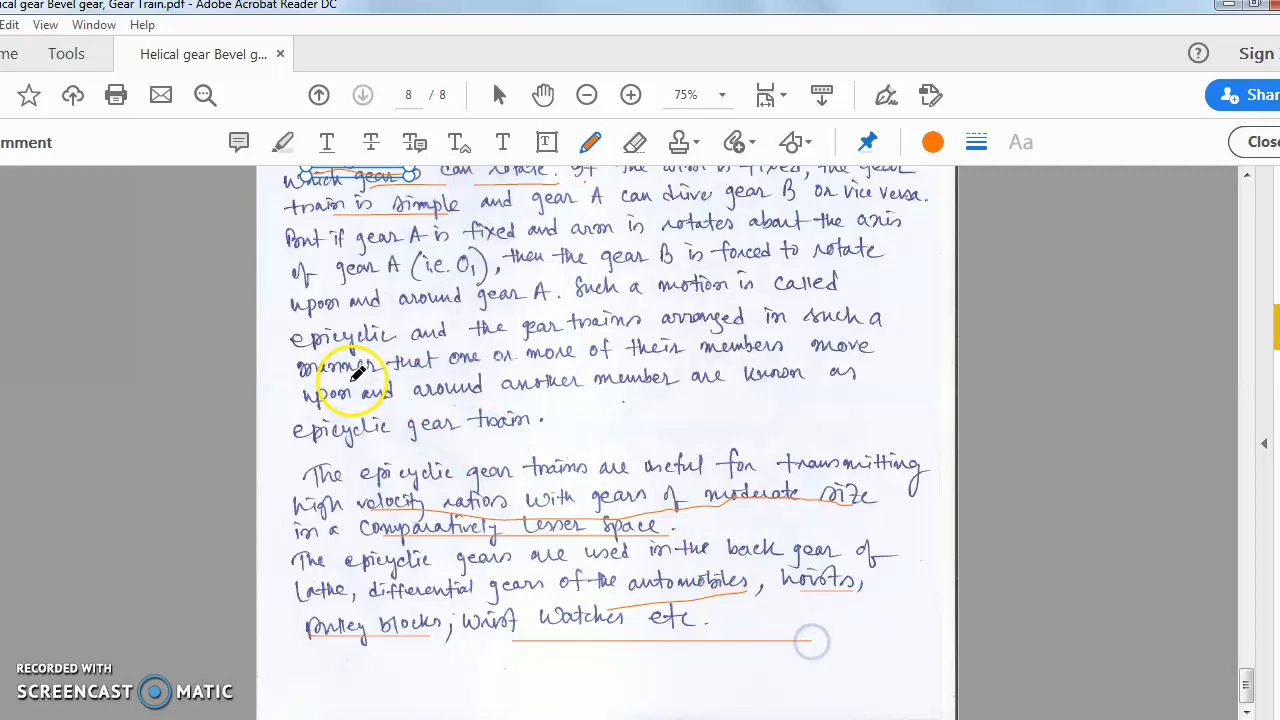 lical gear Bevel gear, Gear Train.pdf - Adobe Acrobat Reader DC
Edit View Window Help
me Tools Helical gear Bevel g... × Sign
8 / 8 75% Shar
mment Aa Clos
which gear can rotate. If the arm is fixed, the gear
train is simple and gear A can drive gear B or vice versa.
But if gear A is fixed and arm is rotates about the axis
of gear A (i.e. O1), then the gear B is forced to rotate
upon and around gear A. Such a motion is called
epicyclic and the gear trains arranged in such a
manner that one or more of their members move
upon and around another member are known as
epicyclic gear train.
The epicyclic gear trains are useful for transmitting
high velocity ratios with gears of moderate size
in a comparatively lesser space.
The epicyclic gears are used in the back gear of
lathe, differential gears of the automobiles, hoists,
pulley blocks, wrist watches etc.
RECORDED WITH
SCREENCAST MATIC